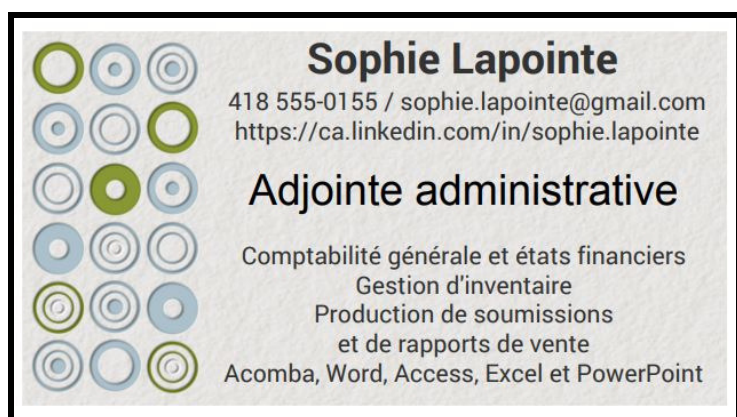 Sophie Lapointe
418 555-0155 / sophie.lapointe@gmail.com
https://ca.linkedin.com/in/sophie.lapointe
Adjointe administrative
Comptabilité générale et états financiers
Gestion d'inventaire
Production de soumissions
et de rapports de vente
Acomba, Word, Access, Excel et PowerPoint